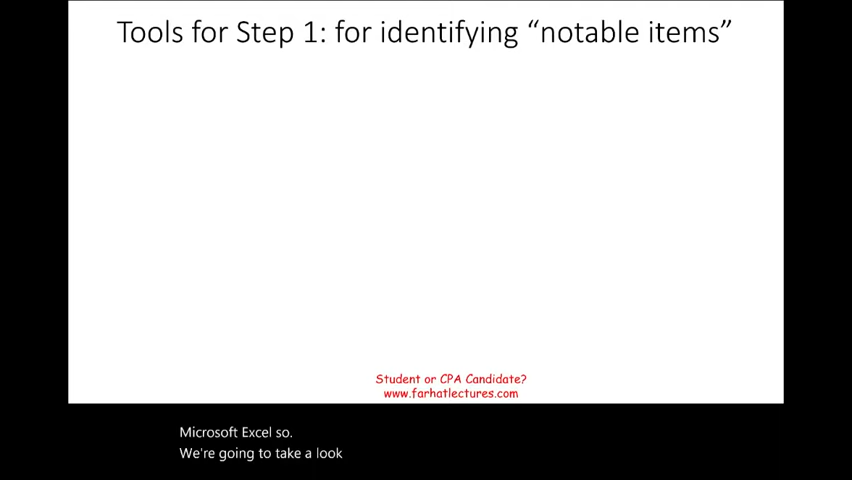 Tools for Step 1: for identifying “notable items”
Student or CPA Candidate?
www.farhatlectures.com
Microsoft Excel so.
We're going to take a look